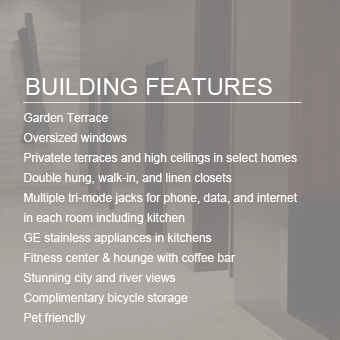 BUILDING FEATURES
Garden Terrace
Oversized windows
Privatete terraces and high ceilings in select homes
Double hung, walk-in, and linen closets
Multiple tri-mode jacks for phone, data, and internet
in each room including kitchen
GE stainless appliances in kitchens
Fitness center & hounge with coffee bar
Stunning city and river views
Complimentary bicycle storage
Pet frienclly